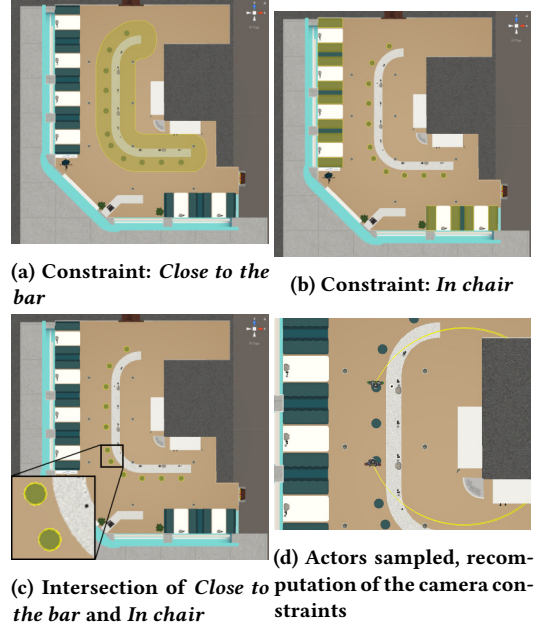 (a) Constraint: Close to the
bar
(b) Constraint: In chair
(c) Intersection of Close to
the bar and In chair
(d) Actors sampled, recom-
putation of the camera con-
straints